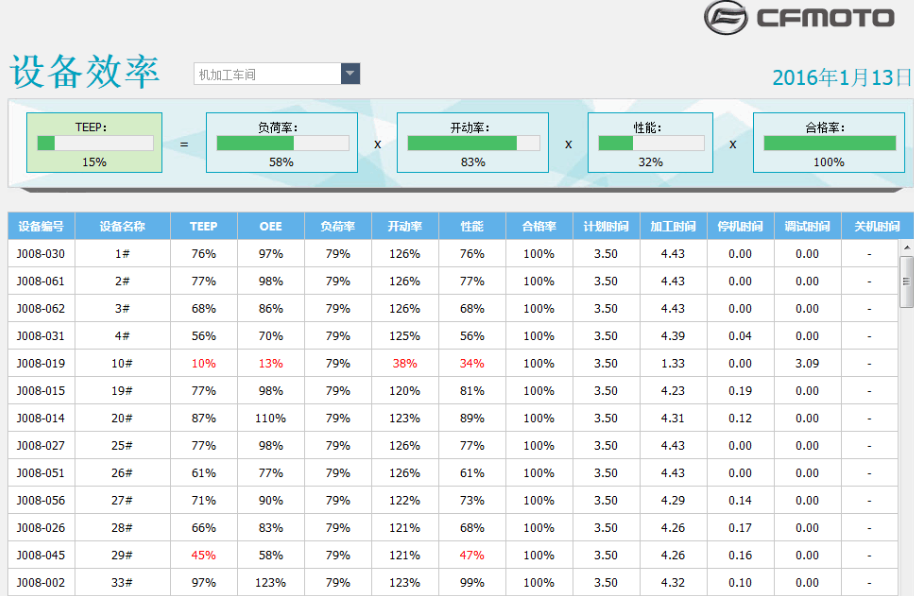 CFMOTO
设备效率
机加工车间
2016年1月13日
TEEP: = 负荷率: x 开动率: x 性能: x 合格率:
15% 58% 83% 32% 100%
设备编号 设备名称 TEEP OEE 负荷率 开动率 性能 合格率 计划时间 加工时间 停机时间 调试时间 关机时间
J008-030 1# 76% 97% 79% 126% 76% 100% 3.50 4.43 0.00 0.00 -
J008-061 2# 77% 98% 79% 126% 77% 100% 3.50 4.43 0.00 0.00 -
J008-062 3# 68% 86% 79% 126% 68% 100% 3.50 4.43 0.00 0.00 -
J008-031 4# 56% 70% 79% 125% 56% 100% 3.50 4.39 0.04 0.00 -
J008-019 10# 10% 13% 79% 38% 34% 100% 3.50 1.33 0.00 3.09 -
J008-015 19# 77% 98% 79% 120% 81% 100% 3.50 4.23 0.19 0.00 -
J008-014 20# 87% 110% 79% 123% 89% 100% 3.50 4.31 0.12 0.00 -
J008-027 25# 77% 98% 79% 126% 77% 100% 3.50 4.43 0.00 0.00 -
J008-051 26# 61% 77% 79% 126% 61% 100% 3.50 4.43 0.00 0.00 -
J008-056 27# 71% 90% 79% 122% 73% 100% 3.50 4.29 0.14 0.00 -
J008-026 28# 66% 83% 79% 121% 68% 100% 3.50 4.26 0.17 0.00 -
J008-045 29# 45% 58% 79% 121% 47% 100% 3.50 4.26 0.16 0.00 -
J008-002 33# 97% 123% 79% 123% 99% 100% 3.50 4.32 0.10 0.00 -